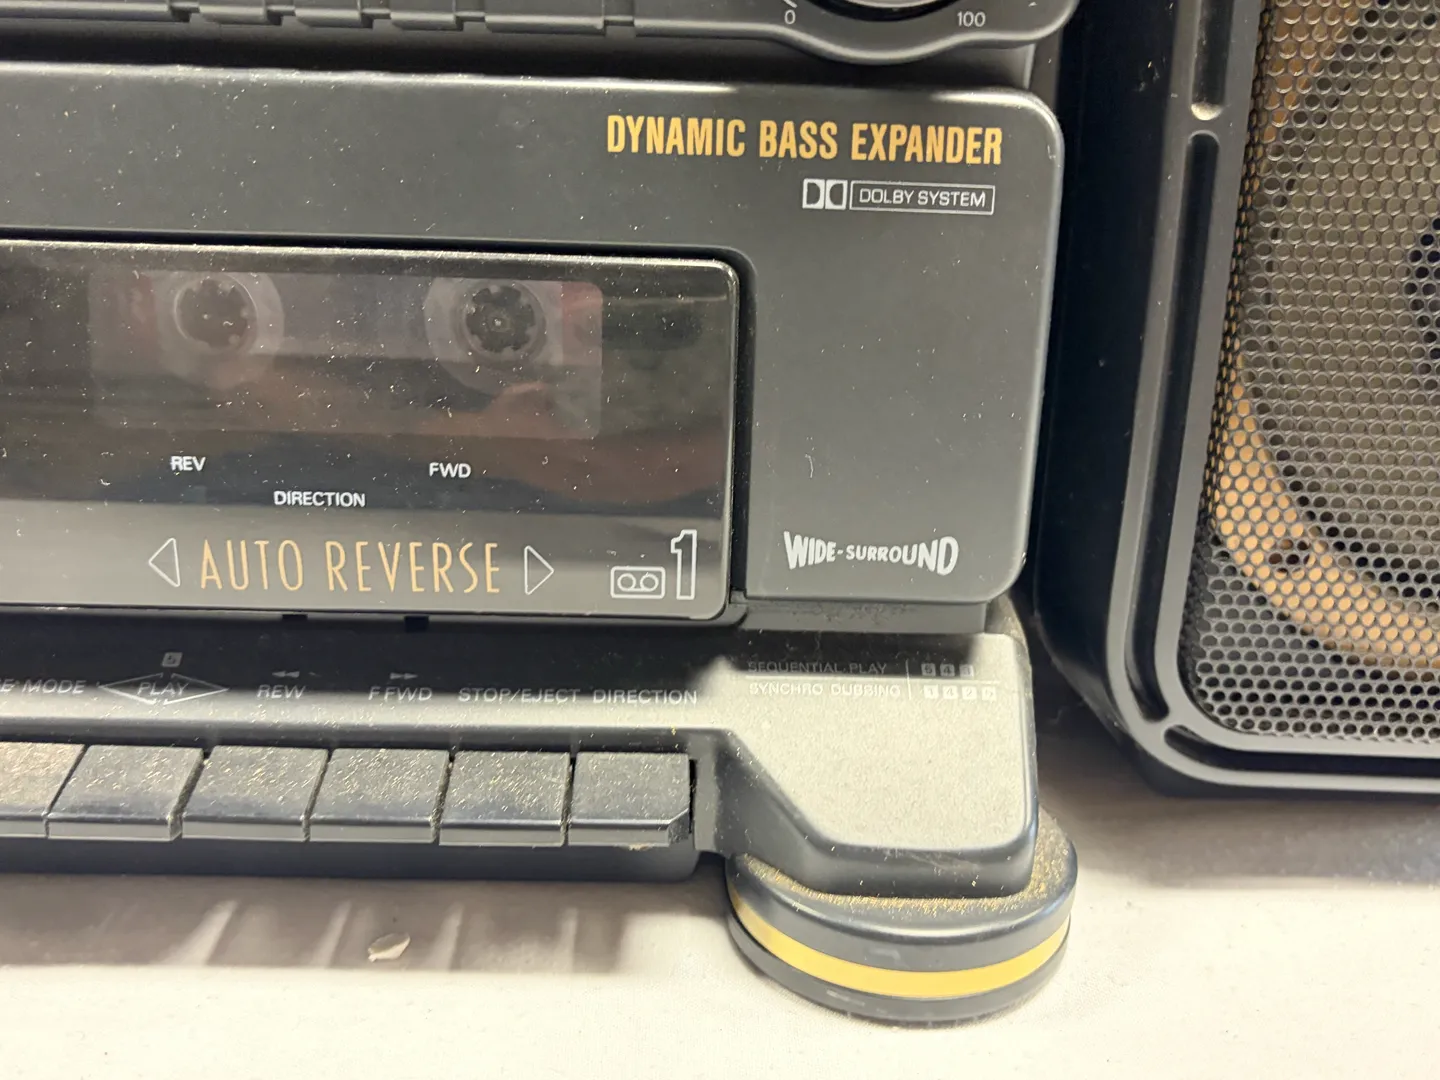 0 100
DYNAMIC BASS EXPANDER
DOLBY SYSTEM
REV FWD
DIRECTION
AUTO REVERSE 1
WIDE-SURROUND
SEQUENTIAL PLAY
SYNCHRO DUBBING
MODE PLAY REW F FWD STOP/EJECT DIRECTION